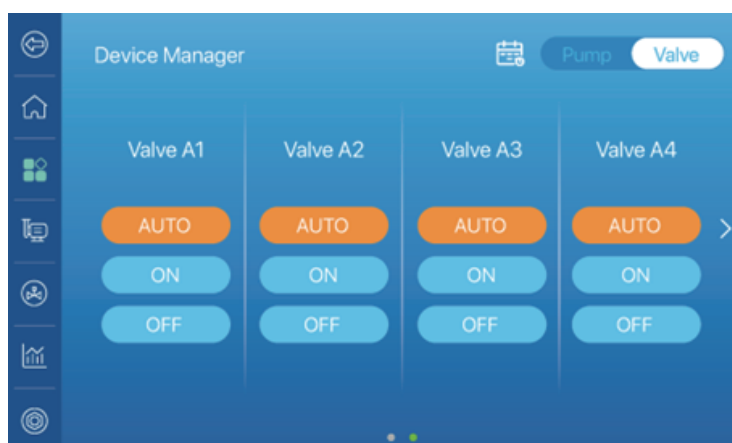 Device Manager Pump Valve
Valve A1 Valve A2 Valve A3 Valve A4
AUTO AUTO AUTO AUTO
ON ON ON ON
OFF OFF OFF OFF